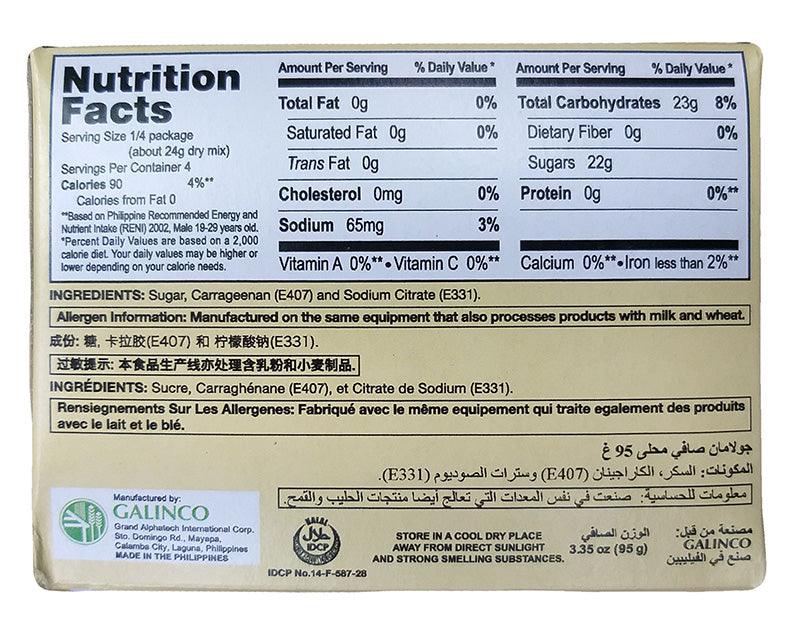 Nutrition
Facts
Serving Size 1/4 package
(about 24g dry mix)
Servings Per Container 4
Calories 90 4%**
Calories from Fat 0
**Based on Philippine Recommended Energy and
Nutrient Intake (RENI) 2002, Male 19-29 years old.
*Percent Daily Values are based on a 2,000
calorie diet. Your daily values may be higher or
lower depending on your calorie needs.
Amount Per Serving % Daily Value*
Total Fat 0g 0%
Saturated Fat 0g 0%
Trans Fat 0g
Cholesterol 0mg 0%
Sodium 65mg 3%
Vitamin A 0%**•Vitamin C 0%**
Amount Per Serving % Daily Value*
Total Carbohydrates 23g 8%
Dietary Fiber 0g 0%
Sugars 22g
Protein 0g 0%**
Calcium 0%**•Iron less than 2%**
INGREDIENTS: Sugar, Carrageenan (E407) and Sodium Citrate (E331).
Allergen Information: Manufactured on the same equipment that also processes products with milk and wheat.
成份: 糖, 卡拉胶(E407) 和 柠檬酸钠(E331).
过敏提示: 本食品生产线亦处理含乳粉和小麦制品.
INGRÉDIENTS: Sucre, Carraghénane (E407), et Citrate de Sodium (E331).
Rensiegnements Sur Les Allergenes: Fabriqué avec le même equipement qui traite egalement des produits
avec le lait et le blé.
جولامان صافي محلى 95 غ
المكونات: السكر، الكاراجينان (E407) وسترات الصوديوم (E331).
معلومات للحساسية: صنعت في نفس المعدات التي تعالج أيضا منتجات الحليب والقمح.
Manufactured by:
GALINCO
Grand Alphatech International Corp.
Sto. Domingo Rd., Mayapa,
Calamba City, Laguna, Philippines
MADE IN THE PHILIPPINES
HALAL
حلال
IDCP
IDCP No.14-F-587-28
STORE IN A COOL DRY PLACE
AWAY FROM DIRECT SUNLIGHT
AND STRONG SMELLING SUBSTANCES.
الوزن الصافي
3.35 oz (95 g)
مصنعة من قبل:
GALINCO
صنع في الفيليبين